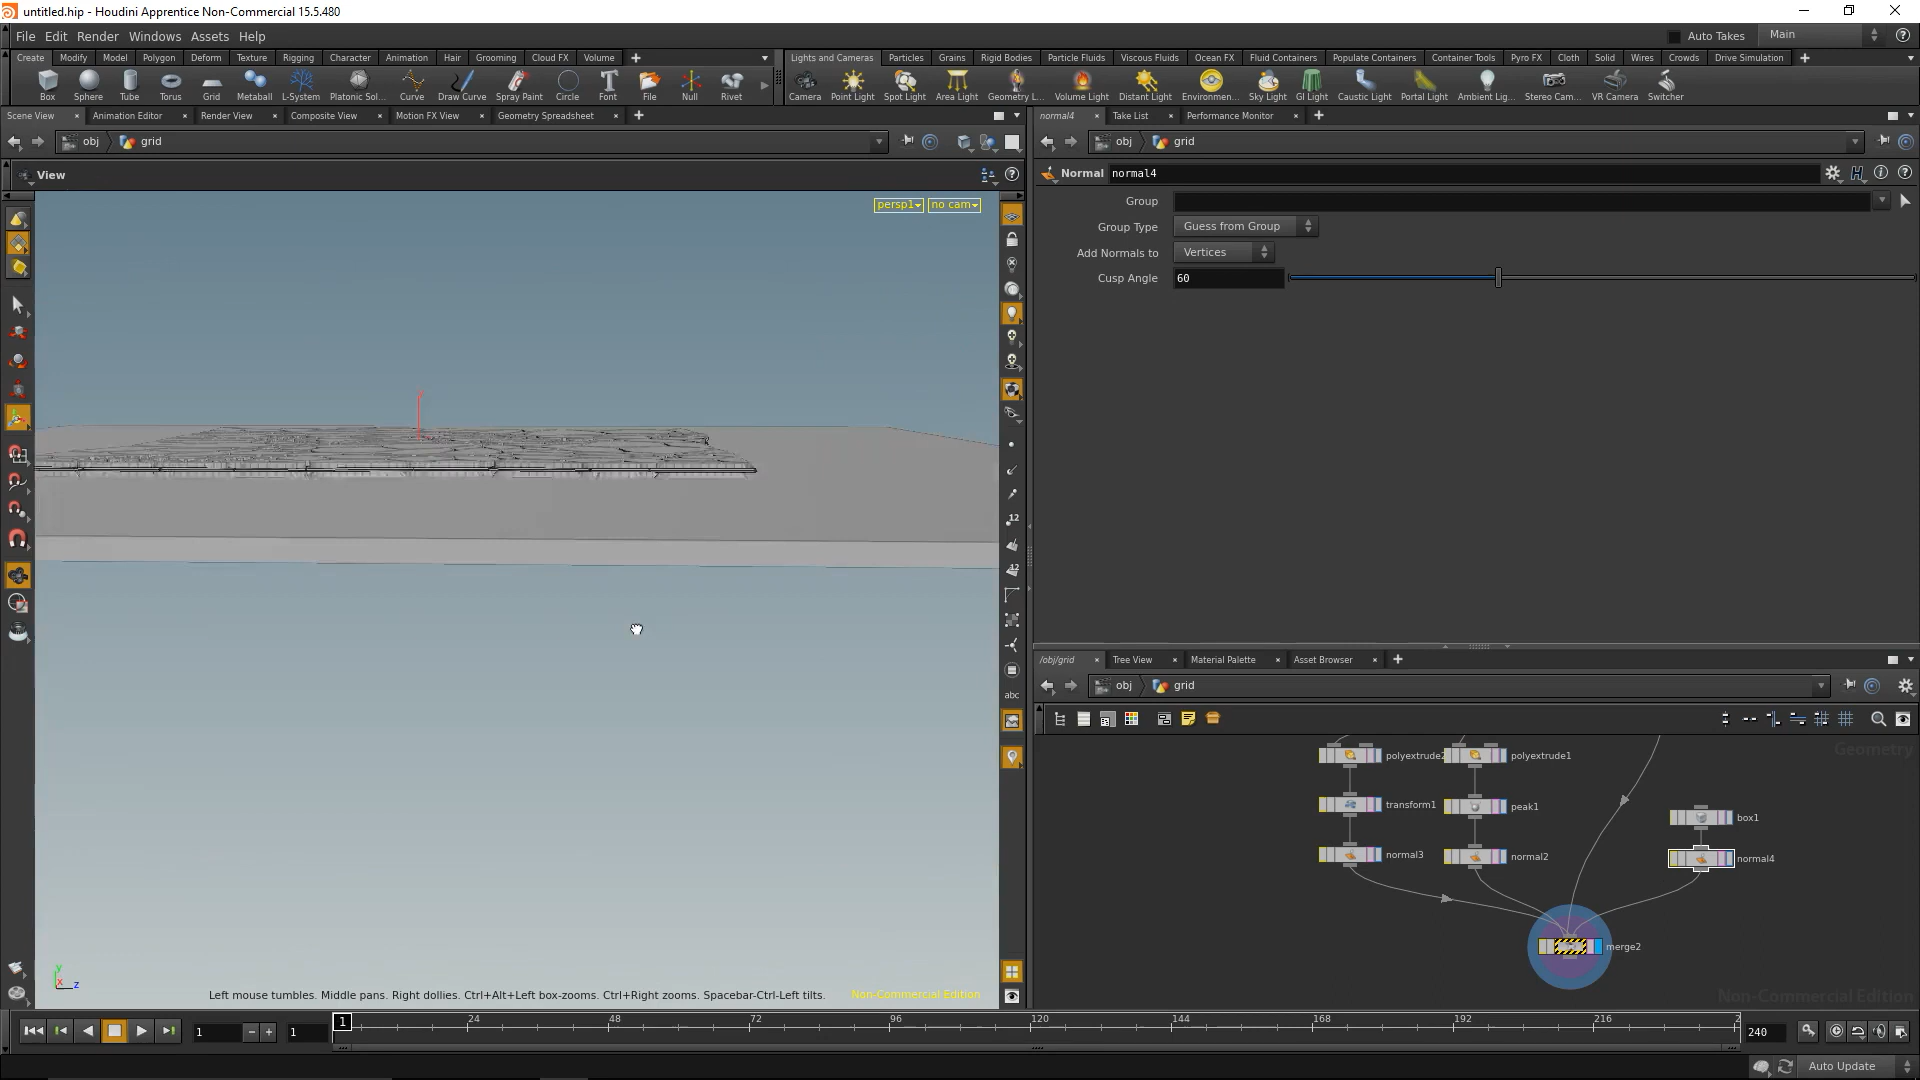 untitled.hip - Houdini Apprentice Non-Commercial 15.5.480
File Edit Render Windows Assets Help
Auto Takes Main
Create Modify Model Polygon Deform Texture Rigging Character Animation Hair Grooming Cloud FX Volume
Lights and Cameras Particles Grains Rigid Bodies Particle Fluids Viscous Fluids Ocean FX Fluid Containers Populate Containers Container Tools Pyro FX Cloth Solid Wires Crowds Drive Simulation
Box Sphere Tube Torus Grid Metaball L-System Platonic Sol... Curve Draw Curve Spray Paint Circle Font File Null Rivet
Camera Point Light Spot Light Area Light Geometry L... Volume Light Distant Light Environmen... Sky Light GI Light Caustic Light Portal Light Ambient Lig... Stereo Cam... VR Camera Switcher
Scene View Animation Editor Render View Composite View Motion FX View Geometry Spreadsheet
normal4 Take List Performance Monitor
obj grid
obj grid
View
Normal normal4
persp1 no cam
Group
Group Type Guess from Group
Add Normals to Vertices
Cusp Angle 60
12
12
abc
/obj/grid Tree View Material Palette Asset Browser
obj grid
Geometry
polyextrude2 polyextrude1
transform1 peak1
box1
normal3 normal2 normal4
merge2
y
x z
Left mouse tumbles. Middle pans. Right dollies. Ctrl+Alt+Left box-zooms. Ctrl+Right zooms. Spacebar-Ctrl-Left tilts. Non-Commercial Edition
Non-Commercial Edition
1 1 1 24 48 72 96 120 144 168 192 216 2 240
Auto Update